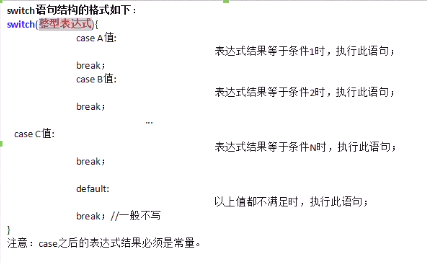 switch语句结构的格式如下：
switch(整型表达式){
case A值:
表达式结果等于条件1时，执行此语句；
break；
case B值:
表达式结果等于条件2时，执行此语句；
break；
...
case C值:
表达式结果等于条件N时，执行此语句；
break；
default:
以上值都不满足时，执行此语句；
break；//一般不写
}
注意：case之后的表达式结果必须是常量。